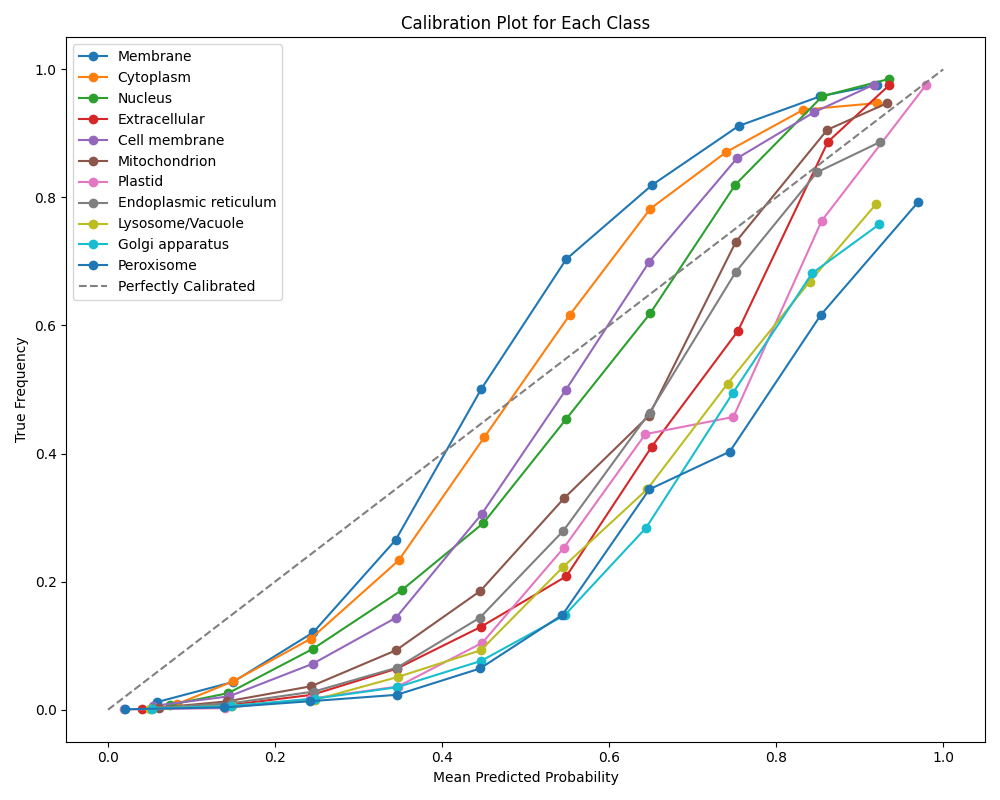 Calibration Plot for Each Class
Membrane
Cytoplasm
Nucleus
Extracellular
Cell membrane
Mitochondrion
Plastid
Endoplasmic reticulum
Lysosome/Vacuole
Golgi apparatus
Peroxisome
Perfectly Calibrated
True Frequency
1.0
0.8
0.6
0.4
0.2
0.0
0.0 0.2 0.4 0.6 0.8 1.0
Mean Predicted Probability